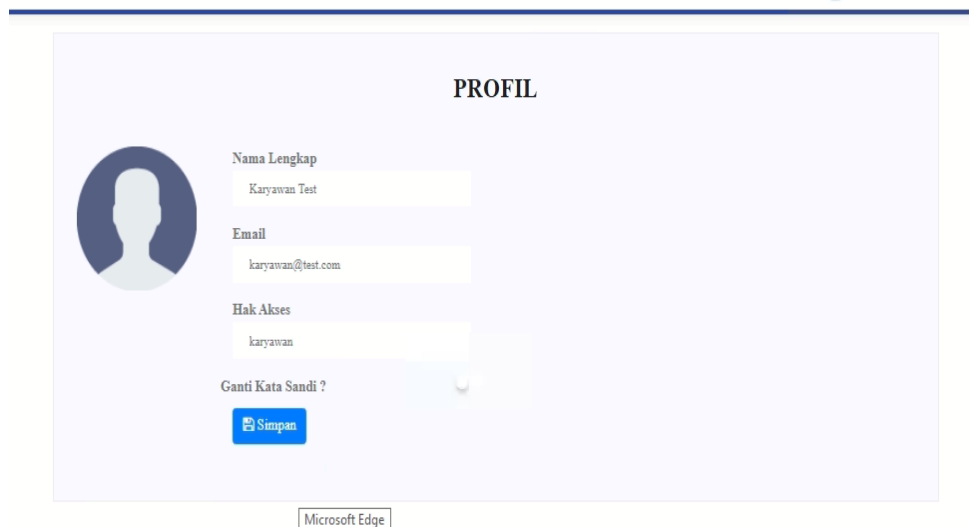 PROFIL
Nama Lengkap
Karyawan Test
Email
karyawan@test.com
Hak Akses
karyawan
Ganti Kata Sandi ?
Simpan
Microsoft Edge